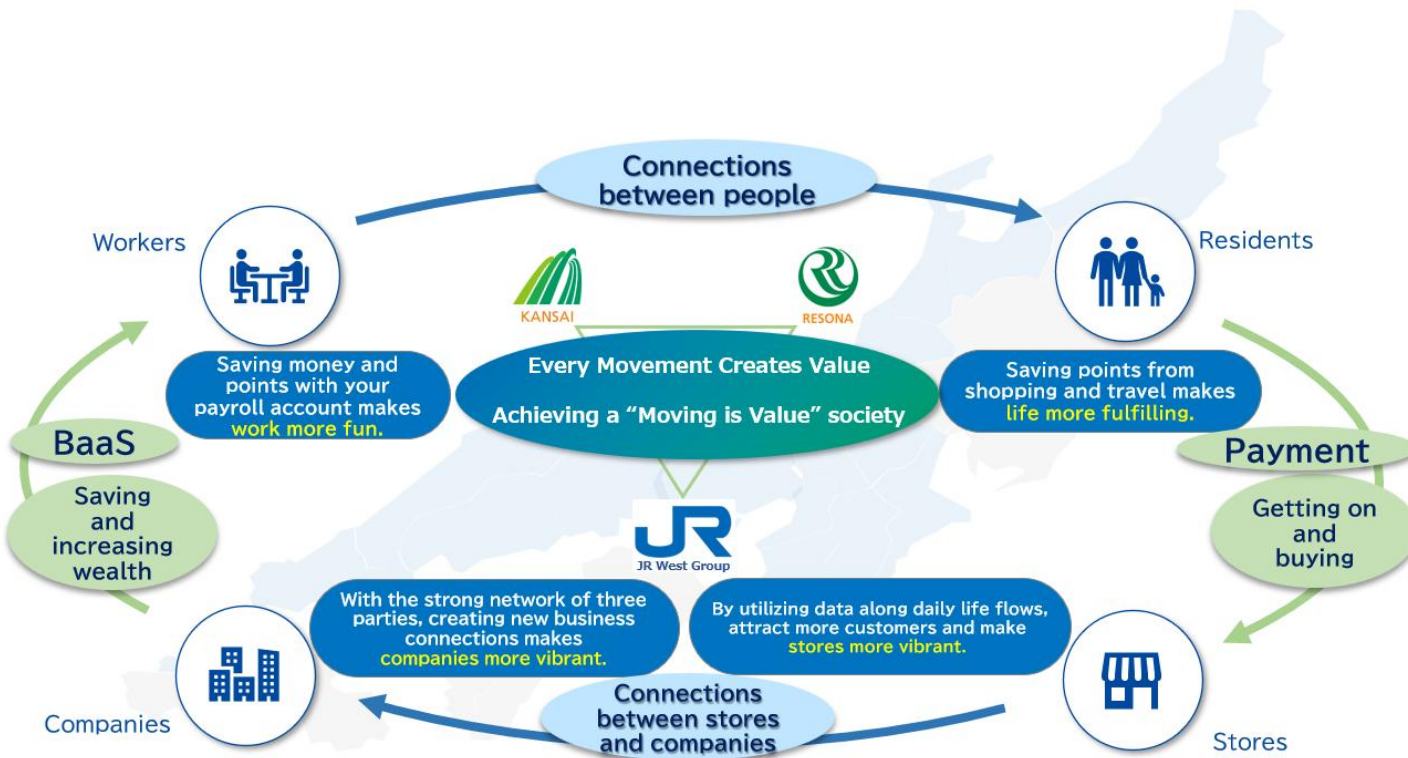 Connections
between people
Workers
Residents
KANSAI
RESONA
Every Movement Creates Value
Achieving a “Moving is Value” society
Saving money and
points with your
payroll account makes
work more fun.
Saving points from
shopping and travel makes
life more fulfilling.
BaaS
Saving
and
increasing
wealth
Payment
Getting on
and
buying
JR
JR West Group
With the strong network of three
parties, creating new business
connections makes
companies more vibrant.
By utilizing data along daily life flows,
attract more customers and make
stores more vibrant.
Connections
between stores
and companies
Companies
Stores